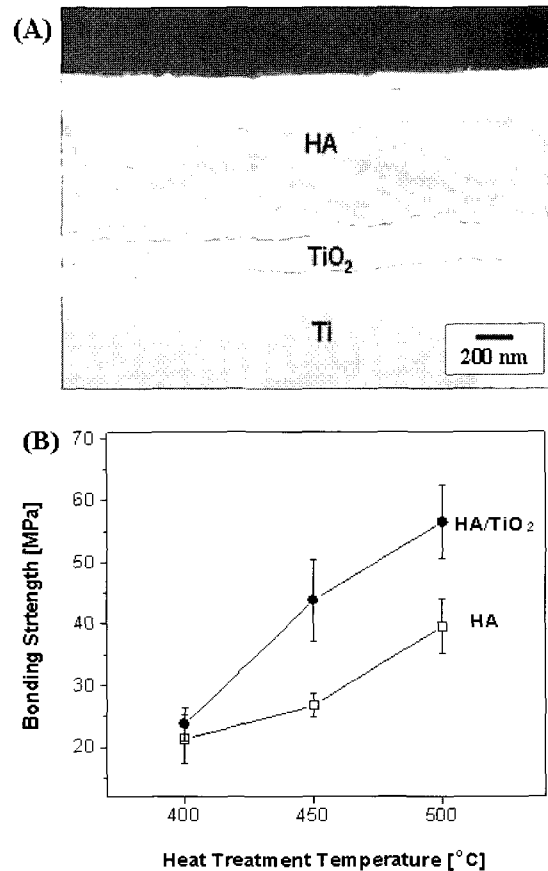 (A)
HA
TiO2
Ti
200 nm
(B)
70
60
50
40
30
20
Bonding Strtength [MPa]
HA/TiO2
HA
400 450 500
Heat Treatment Temperature [°C]